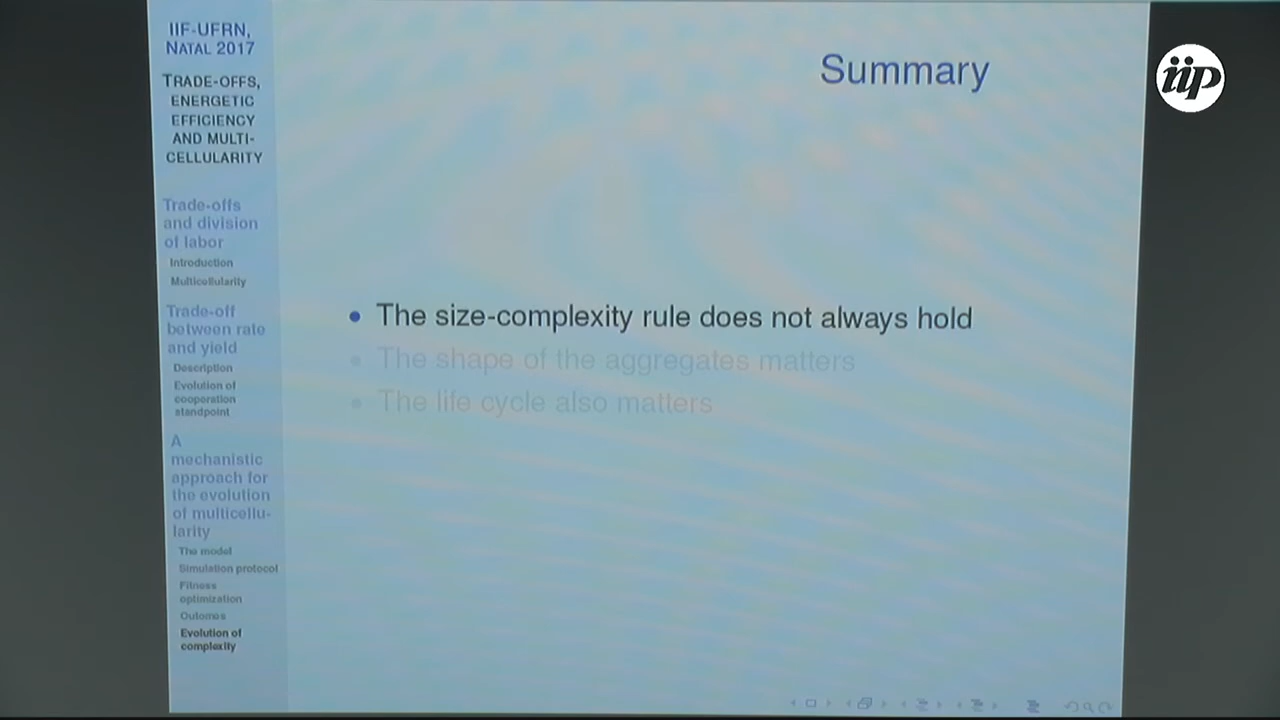 IIF-UFRN,
NATAL 2017
TRADE-OFFS,
ENERGETIC
EFFICIENCY
AND MULTI-
CELLULARITY
Trade-offs
and division
of labor
Introduction
Multicellularity
Trade-off
between rate
and yield
Description
Evolution of
cooperation
standpoint
A
mechanistic
approach for
the evolution
of multicellu-
larity
The model
Simulation protocol
Fitness
optimization
Outomes
Evolution of
complexity
Summary
• The size-complexity rule does not always hold
• The shape of the aggregates matters
• The life cycle also matters
iip